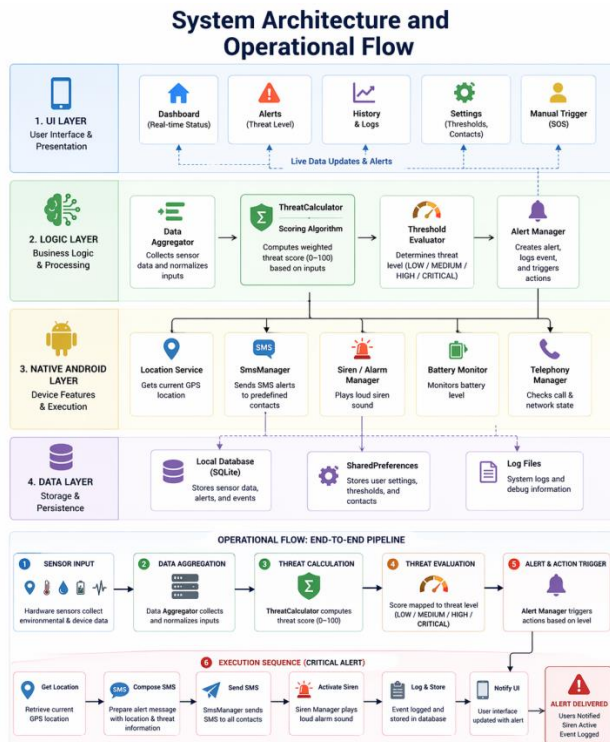 System Architecture and
Operational Flow
1. UI LAYER
User Interface &
Presentation
Dashboard
(Real-time Status)
Alerts
(Threat Level)
History
& Logs
Settings
(Thresholds,
Contacts)
Manual Trigger
(SOS)
Live Data Updates & Alerts
2. LOGIC LAYER
Business Logic
& Processing
Data
Aggregator
Collects sensor
data and normalizes
inputs
ThreatCalculator
Scoring Algorithm
Computes weighted
threat score (0–100)
based on inputs
Threshold
Evaluator
Determines threat
level (LOW / MEDIUM /
HIGH / CRITICAL)
Alert Manager
Creates alert,
logs event,
and triggers
actions
3. NATIVE ANDROID
LAYER
Device Features
& Execution
Location Service
Gets current GPS
location
SMS
SmsManager
Sends SMS alerts
to predefined
contacts
Siren / Alarm
Manager
Plays loud siren
sound
Battery Monitor
Monitors battery
level
Telephony
Manager
Checks call &
network state
4. DATA LAYER
Storage &
Persistence
Local Database
(SQLite)
Stores sensor data,
alerts, and events
SharedPreferences
Stores user settings,
thresholds, and
contacts
Log Files
System logs and
debug information
OPERATIONAL FLOW: END-TO-END PIPELINE
1 SENSOR INPUT
Hardware sensors collect
environmental & device data
2 DATA AGGREGATION
Data Aggregator collects
and normalizes inputs
3 THREAT CALCULATION
ThreatCalculator computes
threat score (0–100)
4 THREAT EVALUATION
Score mapped to threat level
(LOW / MEDIUM / HIGH /
CRITICAL)
5 ALERT & ACTION TRIGGER
Alert Manager triggers
actions based on level
6 EXECUTION SEQUENCE (CRITICAL ALERT)
Get Location
Retrieve current
GPS location
SMS
Compose SMS
Prepare alert message
with location & threat
information
Send SMS
SmsManager sends
SMS to all contacts
Activate Siren
Siren Manager plays
loud alarm sound
Log & Store
Event logged and
stored in database
Notify UI
User interface
updated with alert
ALERT DELIVERED
Users Notified
Siren Active
Event Logged